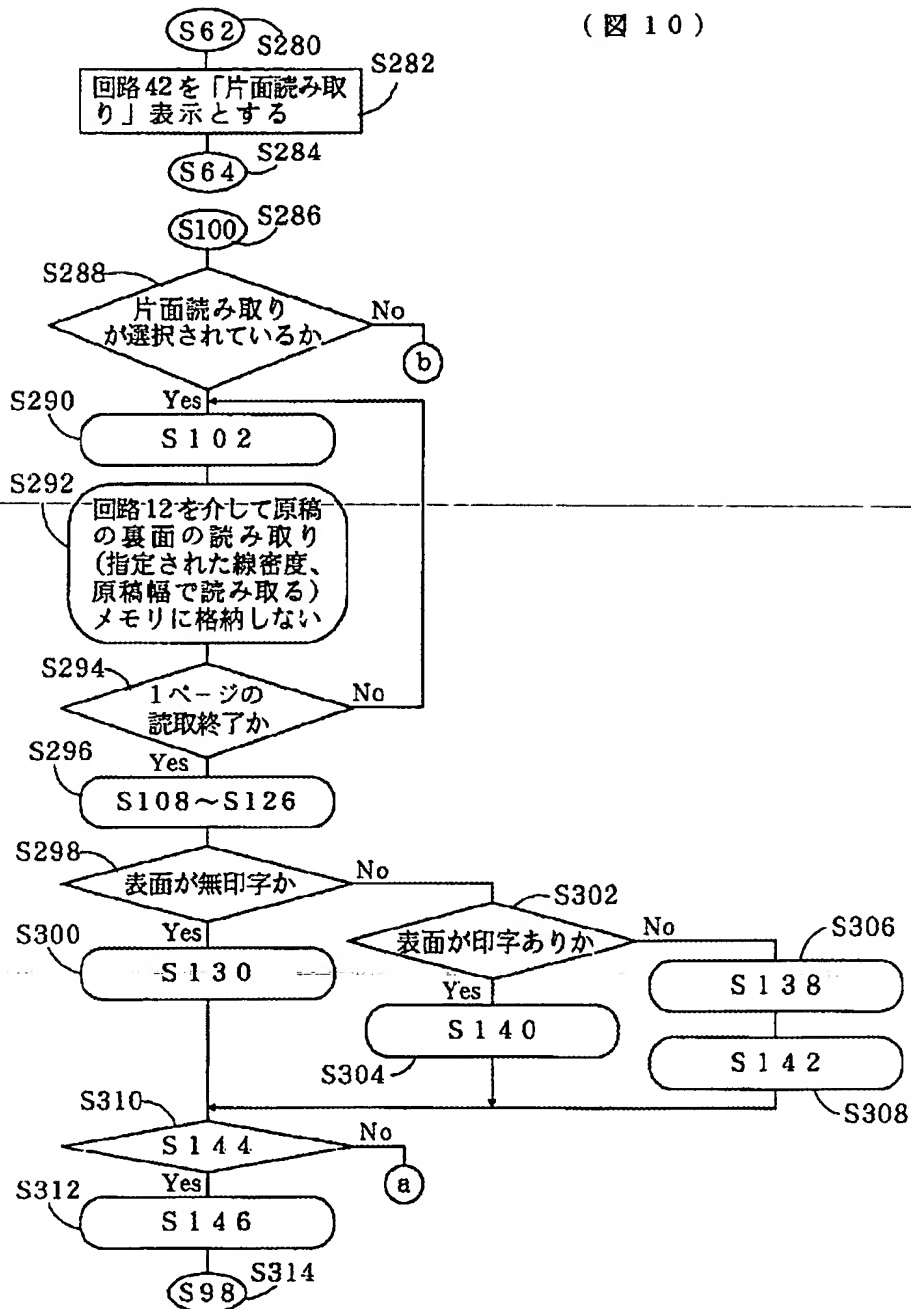 (図10)
S62
S280
S282
回路42を「片面読み取
り」表示とする
S64
S284
S100
S286
S288
片面読み取り
が選択されているか
No
b
Yes
S290
S102
S292
回路12を介して原稿
の裏面の読み取り
(指定された線密度、
原稿幅で読み取る)
メモリに格納しない
S294
1ページの
読取終了か
No
Yes
S296
S108～S126
S298
表面が無印字か
No
S302
Yes
S300
S130
表面が印字ありか
No
S306
S138
Yes
S140
S304
S142
S308
S310
S144
No
a
Yes
S312
S146
S98
S314